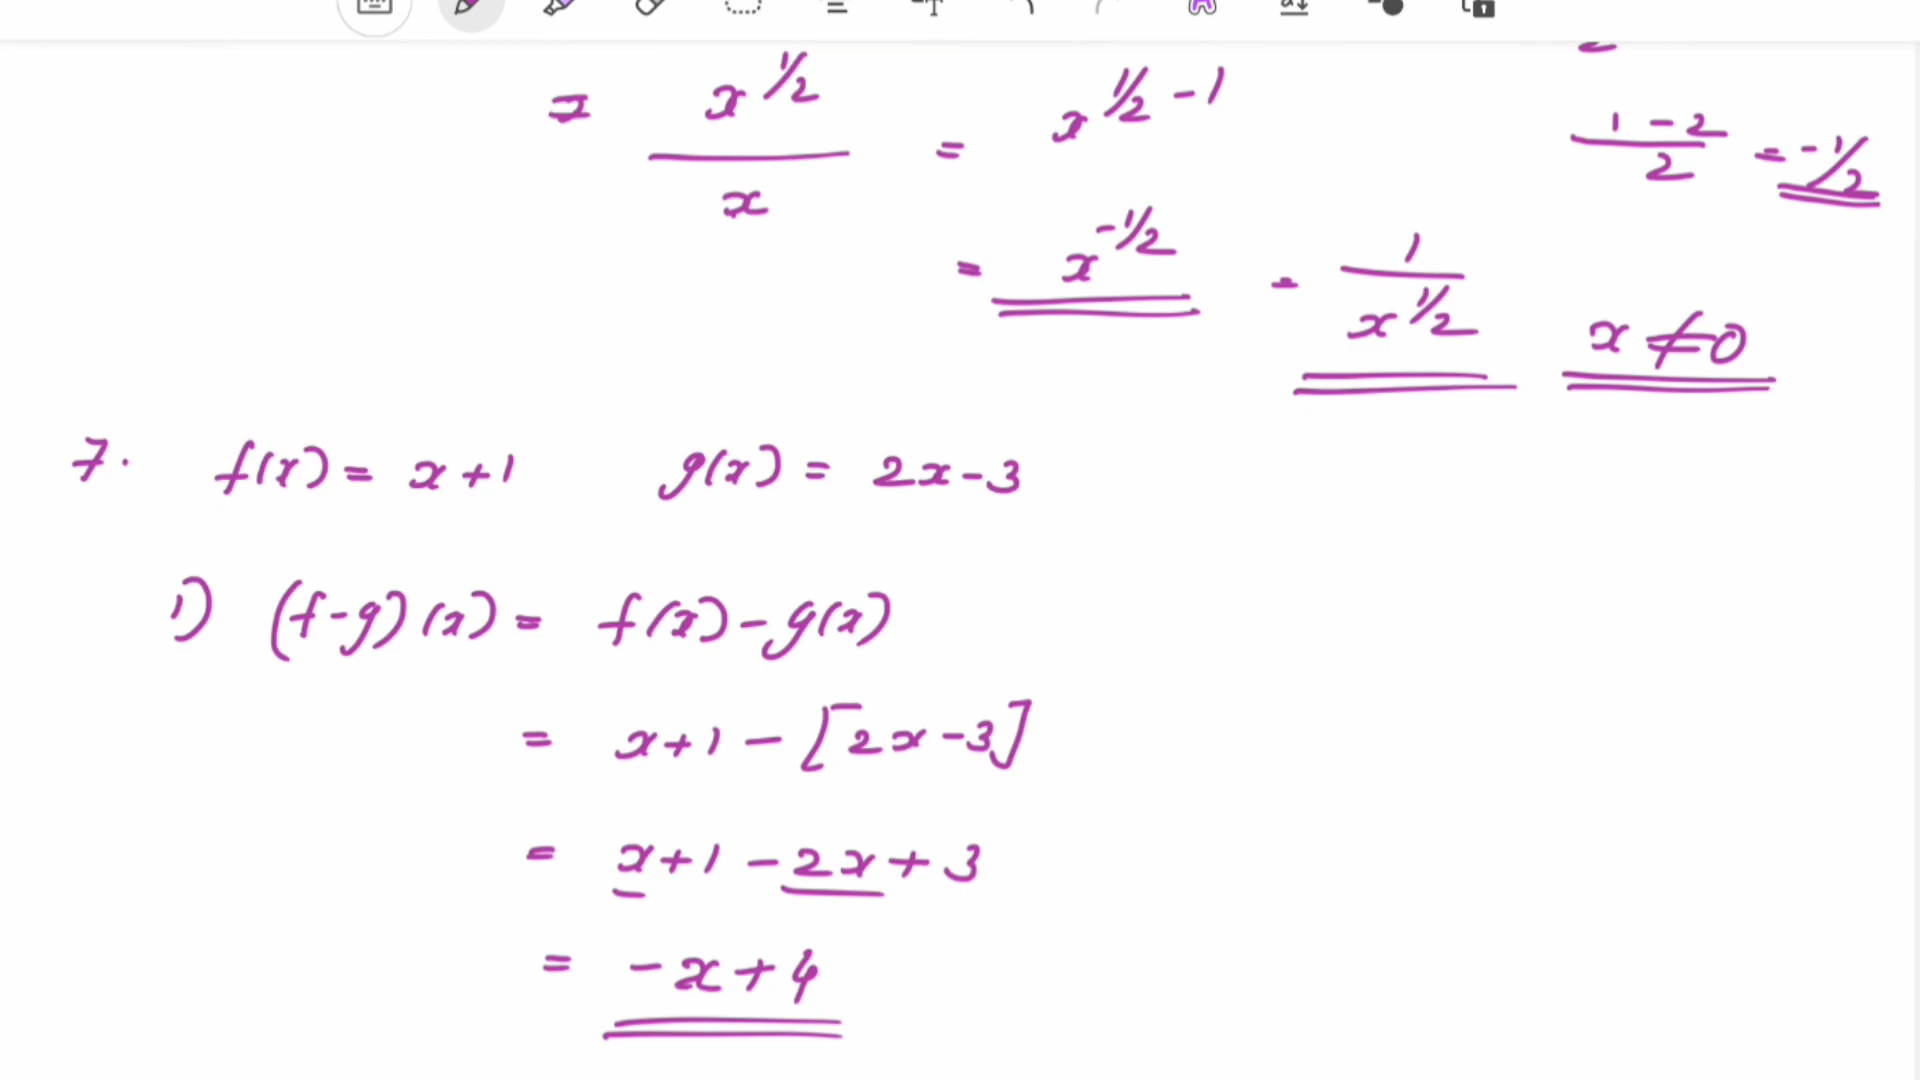 = x^1/2 / x = x^1/2 - 1
1 - 2 / 2 = -1/2
= x^-1/2 = 1 / x^1/2 x ≠ 0
7. f(x) = x + 1 g(x) = 2x - 3
1) (f - g)(x) = f(x) - g(x)
= x + 1 - [2x - 3]
= x + 1 - 2x + 3
= - x + 4